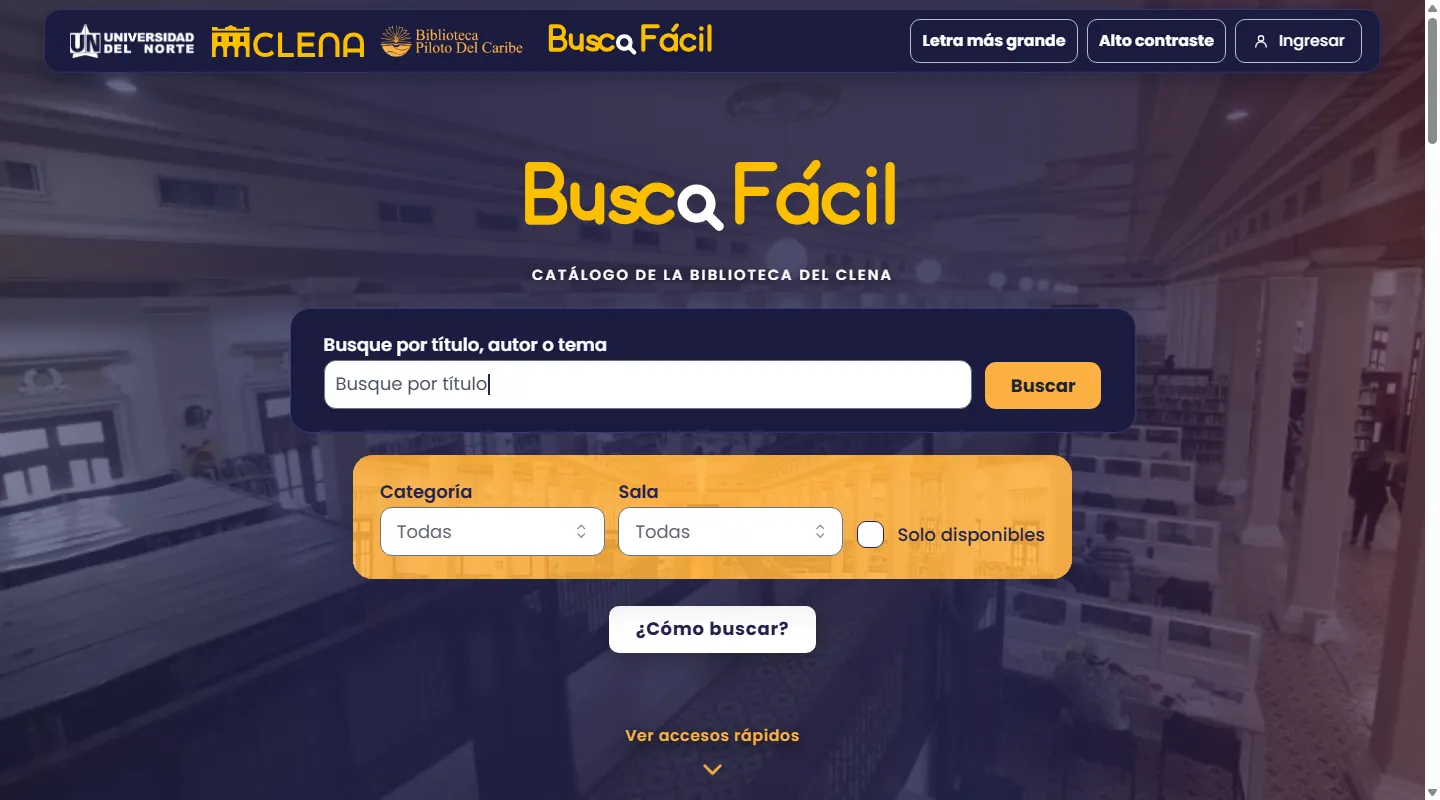 UNIVERSIDAD
DEL NORTE
UN
CLENA
Biblioteca
Piloto Del Caribe
Busca Fácil
Letra más grande
Alto contraste
Ingresar
Busca Fácil
CATÁLOGO DE LA BIBLIOTECA DEL CLENA
Busque por título, autor o tema
Busque por título
Buscar
Categoría
Sala
Todas
Todas
Solo disponibles
¿Cómo buscar?
Ver accesos rápidos